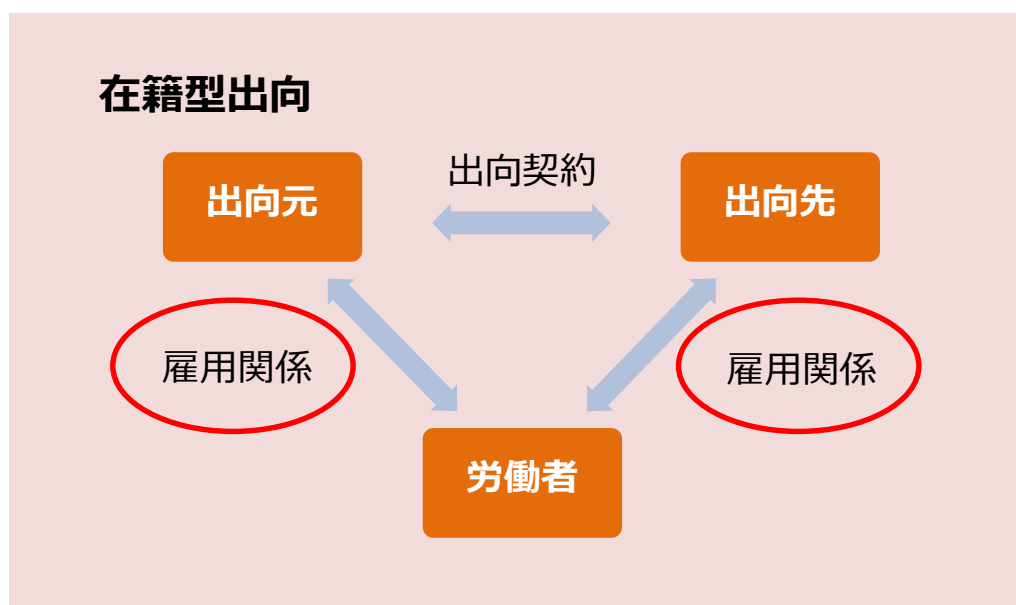 在籍型出向
出向契約
出向元
出向先
雇用関係
雇用関係
労働者